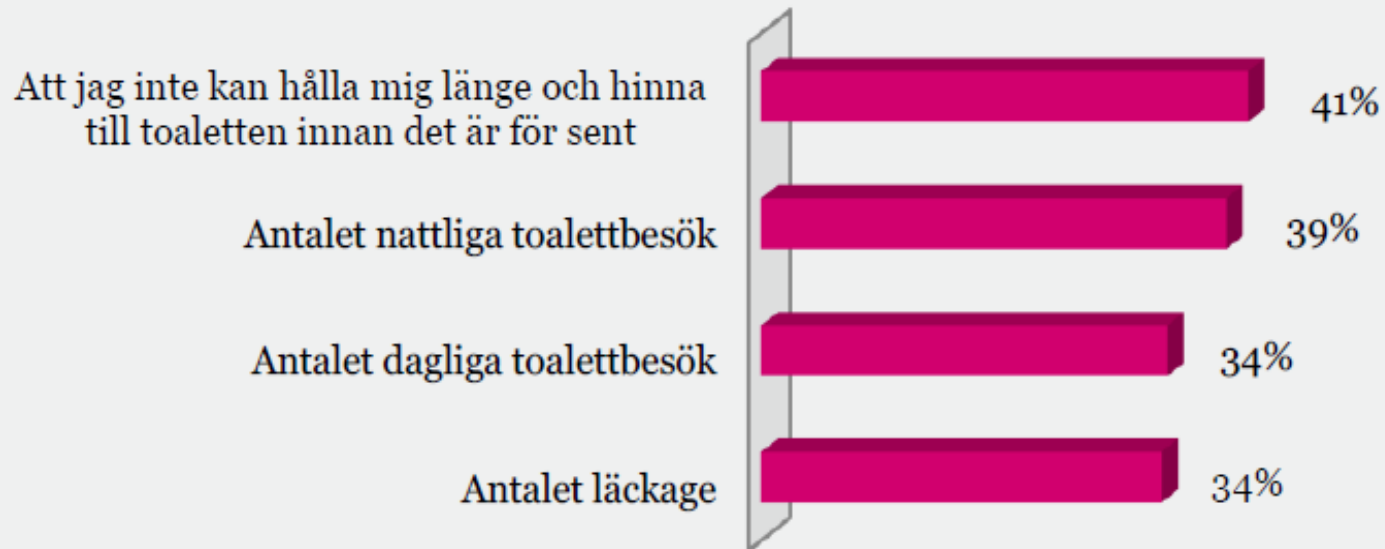 Att jag inte kan hålla mig länge och hinna
till toaletten innan det är för sent
41%
Antalet nattliga toalettbesök
39%
Antalet dagliga toalettbesök
34%
Antalet läckage
34%